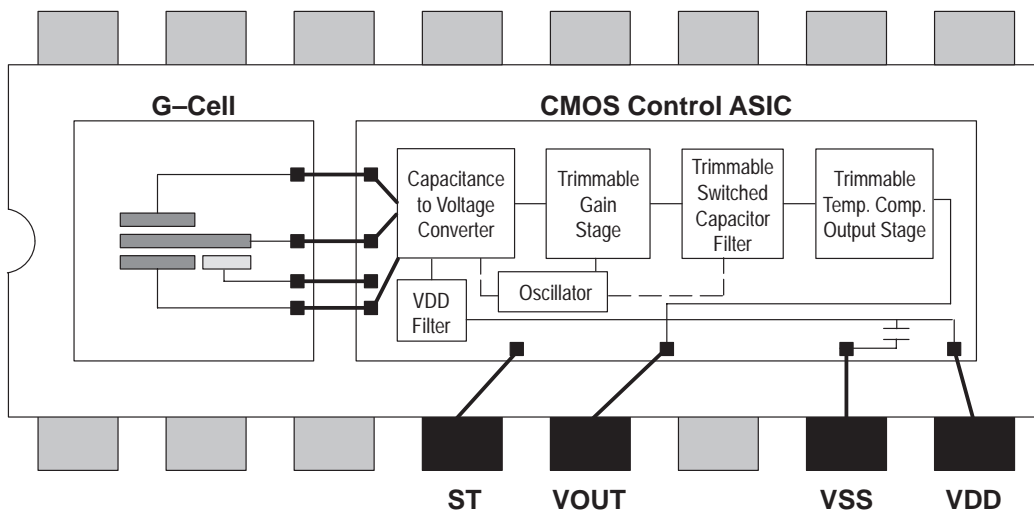 G–Cell
CMOS Control ASIC
Capacitance
to Voltage
Converter
Trimmable
Gain
Stage
Trimmable
Switched
Capacitor
Filter
Trimmable
Temp. Comp.
Output Stage
VDD
Filter
Oscillator
ST
VOUT
VSS
VDD